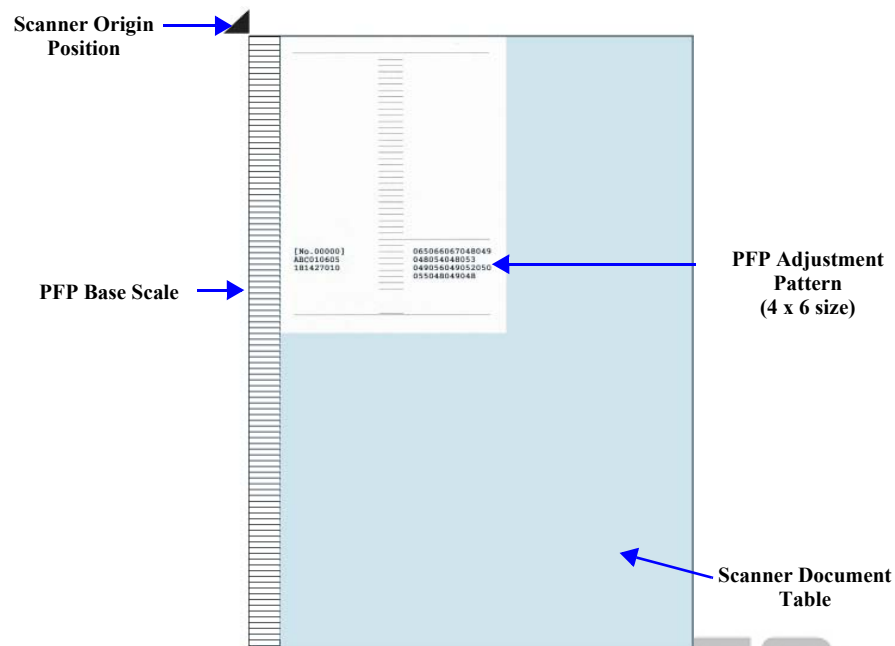 Scanner Origin
Position
[No.00000]
ABC010605
181427010
065066067048049
048054048053
049056049052050
055048049048
PFP Base Scale
PFP Adjustment
Pattern
(4 x 6 size)
Scanner Document
Table